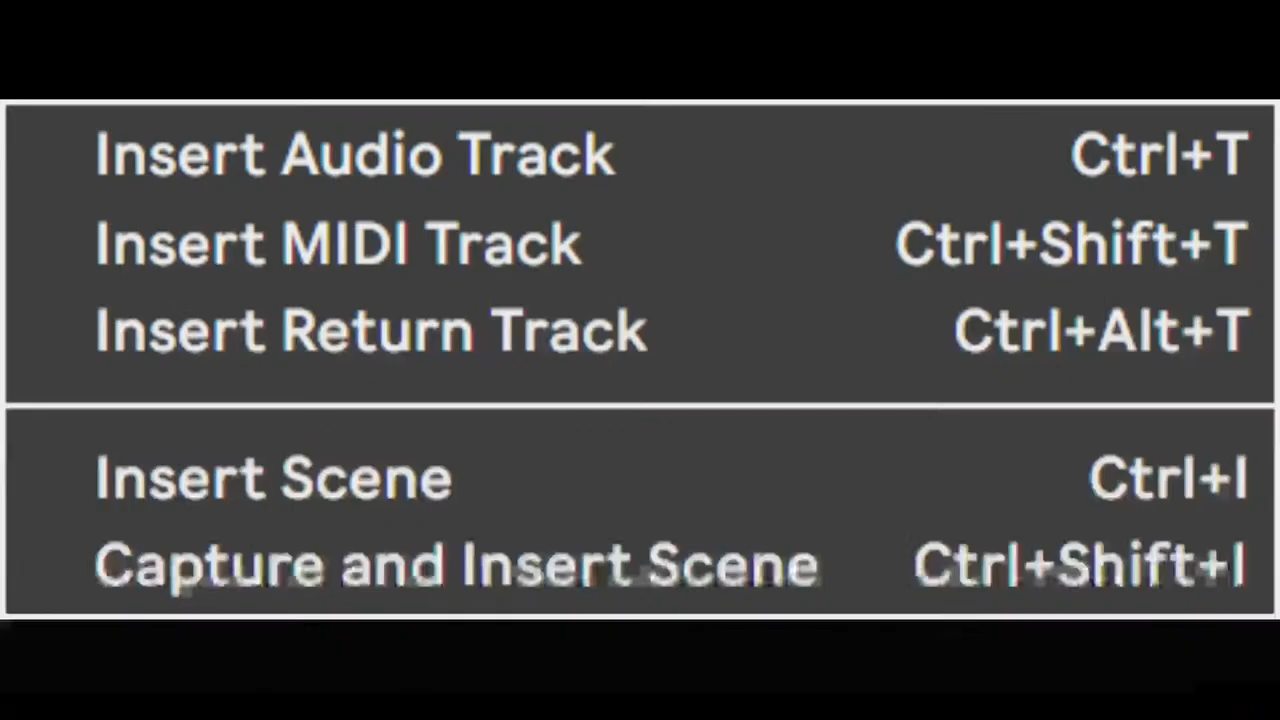 Insert Audio Track Ctrl+T
Insert MIDI Track Ctrl+Shift+T
Insert Return Track Ctrl+Alt+T
Insert Scene Ctrl+I
Capture and Insert Scene Ctrl+Shift+I